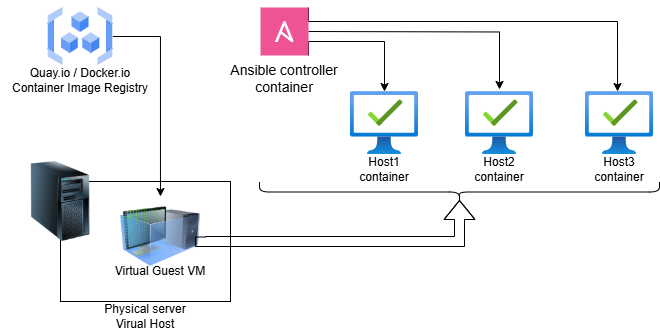 Quay.io / Docker.io
Container Image Registry
Ansible controller
container
Host1
container
Host2
container
Host3
container
Virtual Guest VM
Physical server
Virual Host